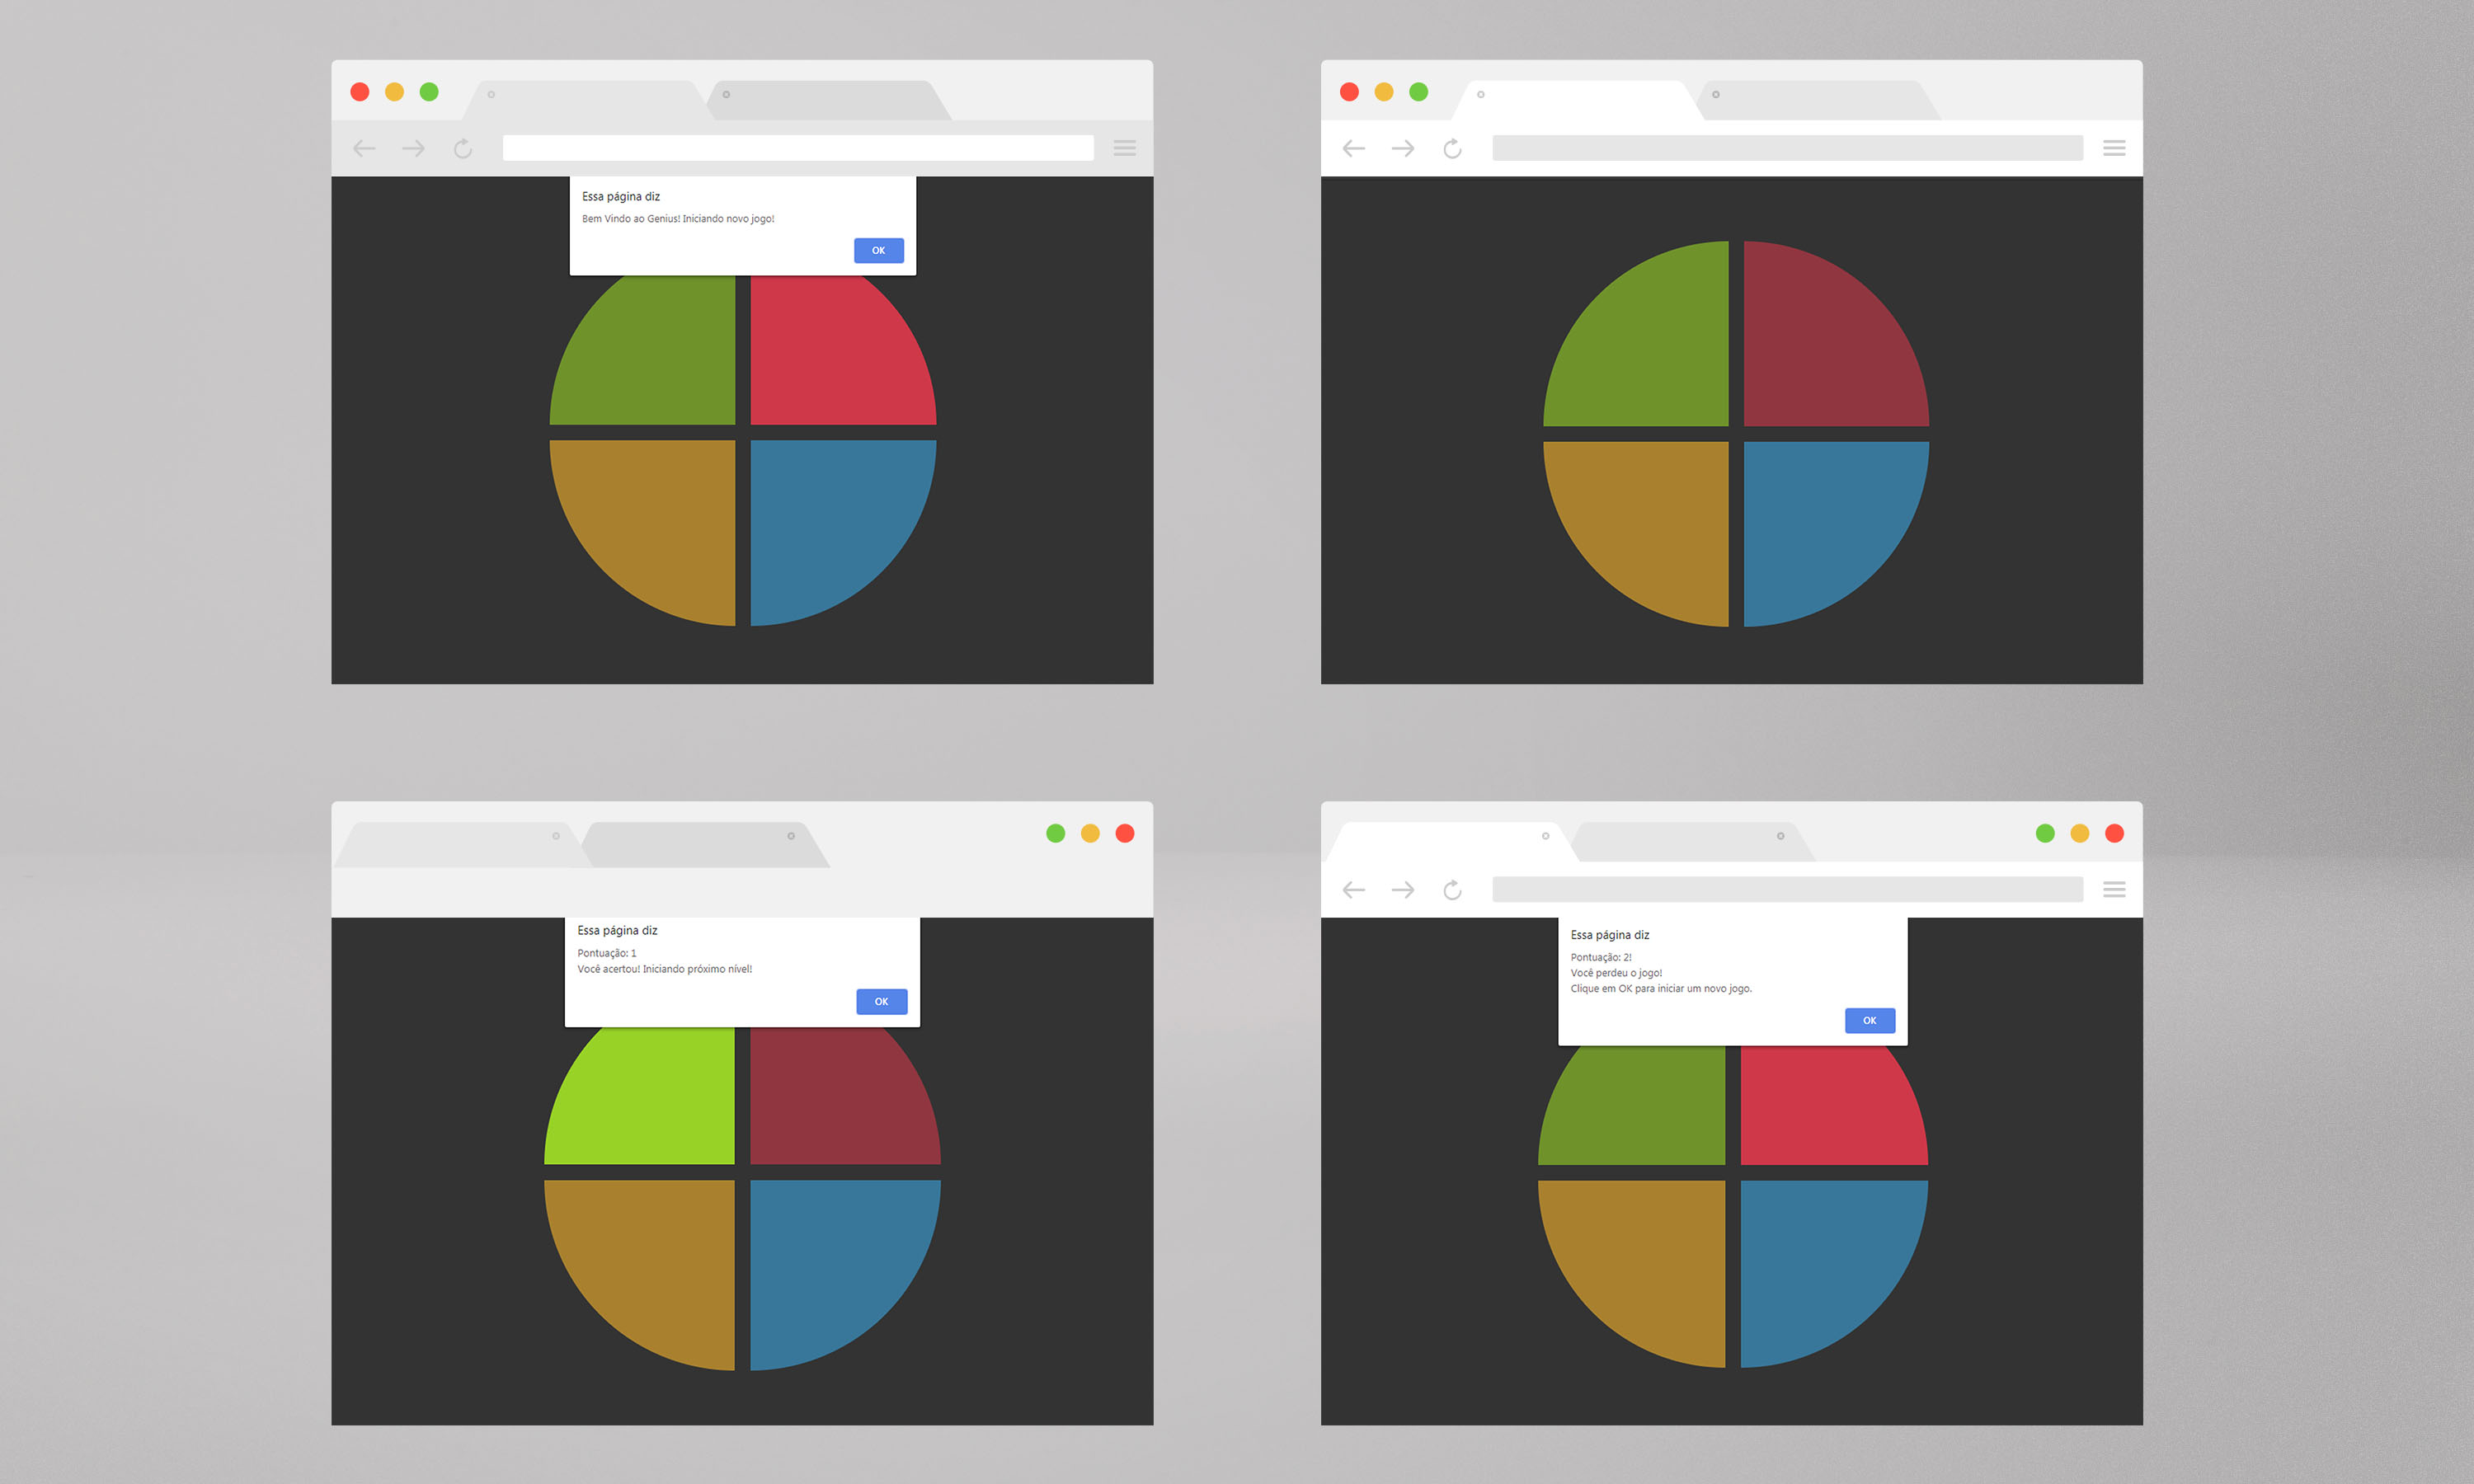 Essa página diz
Bem Vindo ao Genius! Iniciando novo jogo!
OK
Essa página diz
Pontuação: 1
Você acertou! Iniciando próximo nível!
OK
Essa página diz
Pontuação: 2!
Você perdeu o jogo!
Clique em OK para iniciar um novo jogo.
OK